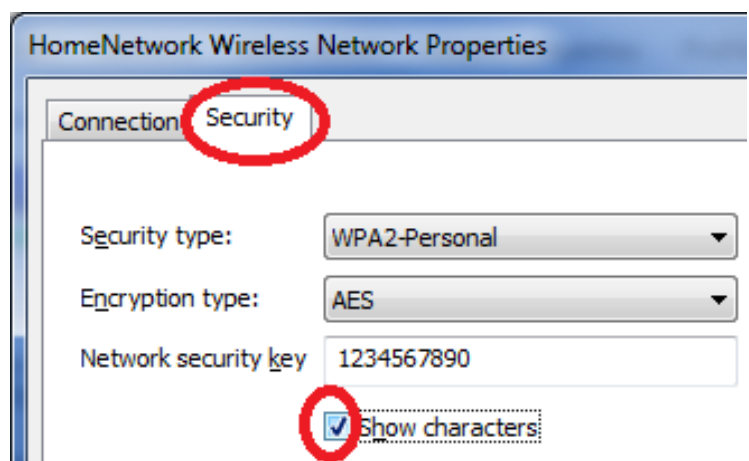 HomeNetwork Wireless Network Properties
Connection Security
Security type: WPA2-Personal
Encryption type: AES
Network security key 1234567890
Show characters